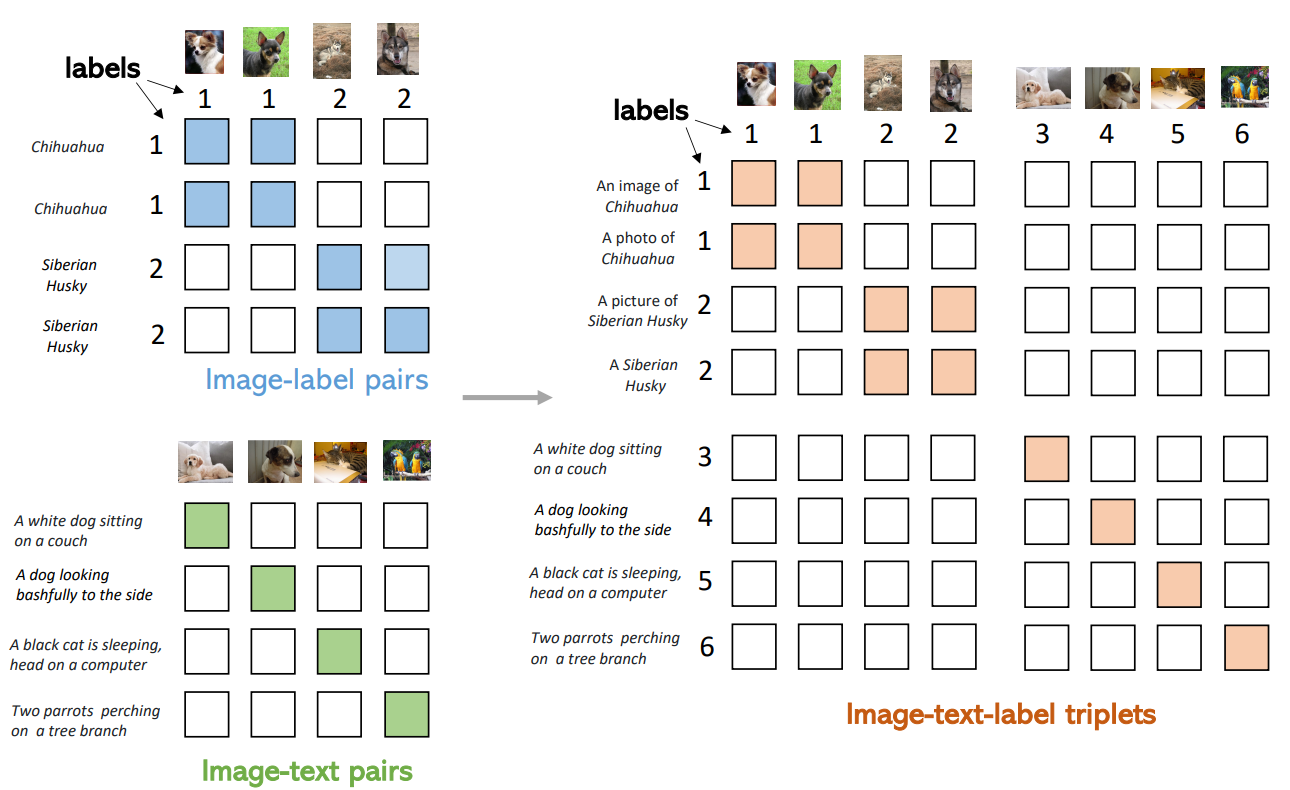 labels
1 1 2 2
Chihuahua 1
Chihuahua 1
Siberian
Husky
2
Siberian
Husky
2
Image-label pairs
A white dog sitting
on a couch
A dog looking
bashfully to the side
A black cat is sleeping,
head on a computer
Two parrots perching
on a tree branch
Image-text pairs
labels
1 1 2 2 3 4 5 6
An image of
Chihuahua
1
A photo of
Chihuahua
1
A picture of
Siberian Husky
2
A Siberian
Husky
2
A white dog sitting
on a couch
3
A dog looking
bashfully to the side
4
A black cat is sleeping,
head on a computer
5
Two parrots perching
on a tree branch
6
Image-text-label triplets